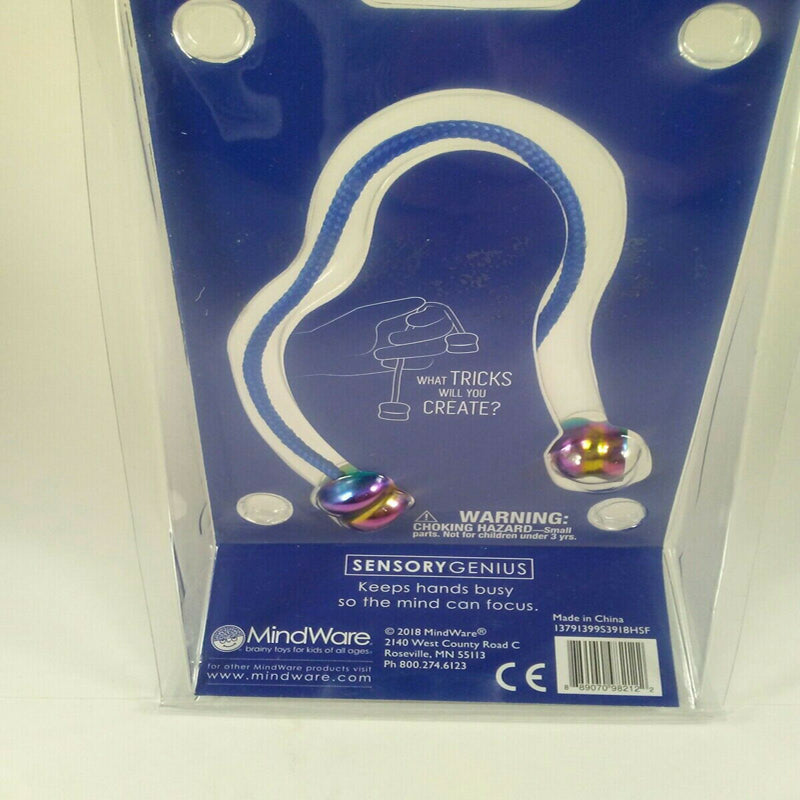 WHAT TRICKS
WILL YOU
CREATE?
WARNING:
CHOKING HAZARD—Small
parts. Not for children under 3 yrs.
SENSORYGENIUS
Keeps hands busy
so the mind can focus.
MindWare®
brainy toys for kids of all ages®
for other MindWare products visit
www.mindware.com
© 2018 MindWare®
2140 West County Road C
Roseville, MN 55113
Ph 800.274.6123
CE
Made in China
13791399S3918HSF
8 89070 98212 2